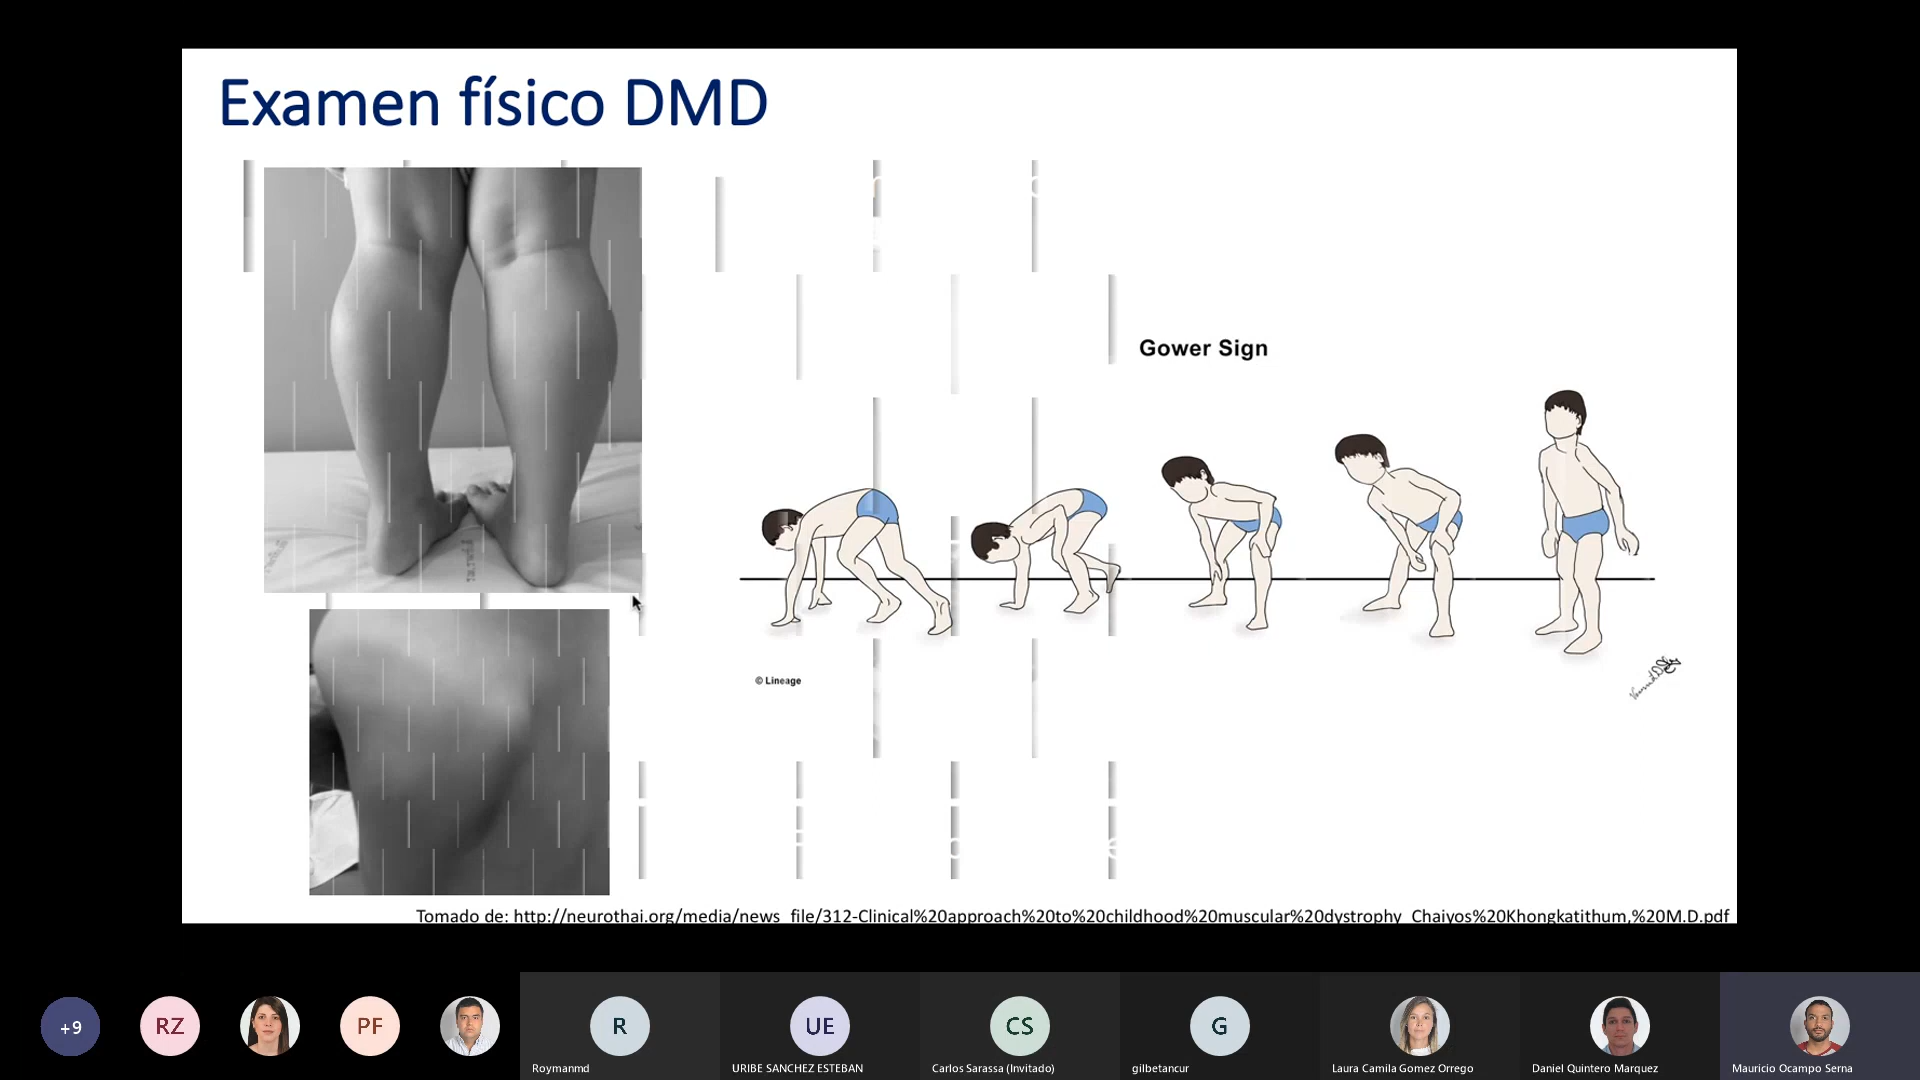 Examen físico DMD
Gower Sign
© Lineage
Tomado de: http://neurothai.org/media/news_file/312-Clinical%20approach%20to%20childhood%20muscular%20dystrophy_Chaiyos%20Khongkatithum,%20M.D.pdf
+9
RZ
PF
R
UE
CS
G
Roymanmd
URIBE SANCHEZ ESTEBAN
Carlos Sarassa (Invitado)
gilbetancur
Laura Camila Gomez Orrego
Daniel Quintero Marquez
Mauricio Ocampo Serna